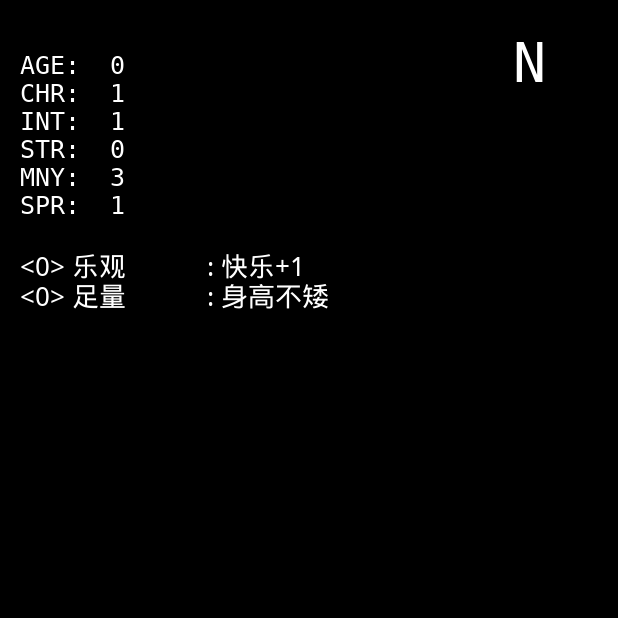 N
AGE: 0
CHR: 1
INT: 1
STR: 0
MNY: 3
SPR: 1
<O> 乐观 : 快乐+1
<O> 足量 : 身高不矮